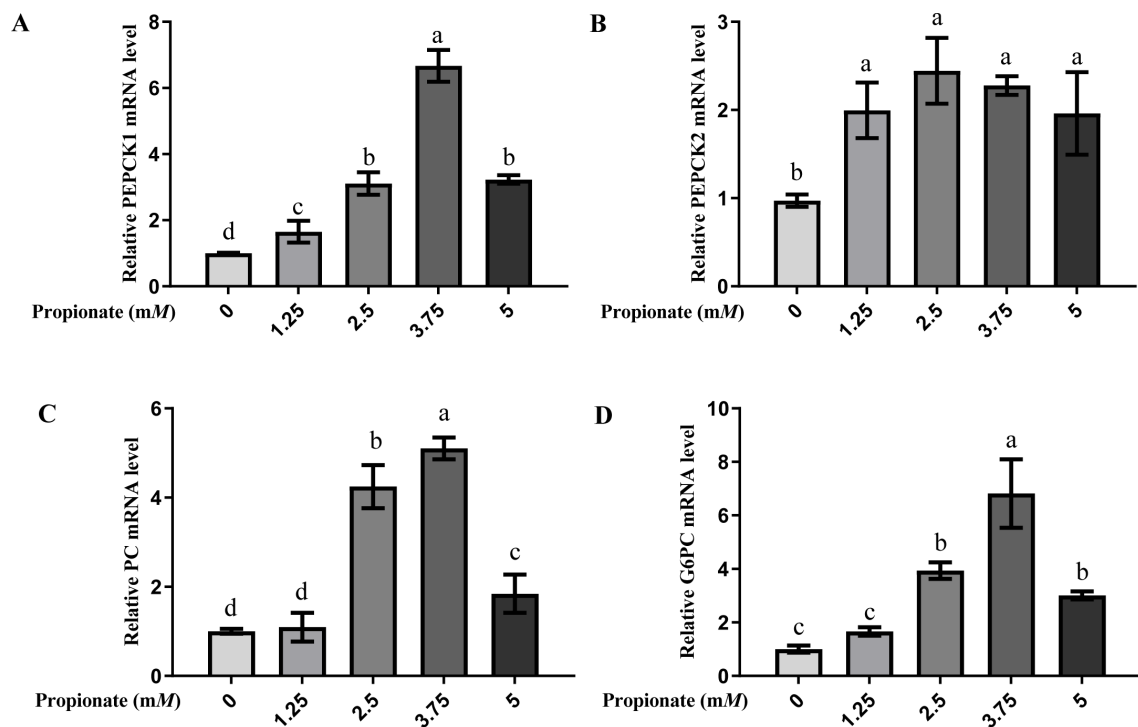 A
Relative PEPCK1 mRNA level
8
6
4
2
0
d
c
b
a
b
Propionate (mM)
0
1.25
2.5
3.75
5
B
Relative PEPCK2 mRNA level
3
2
1
0
b
a
a
a
a
Propionate (mM)
0
1.25
2.5
3.75
5
C
Relative PC mRNA level
6
4
2
0
d
d
b
a
c
Propionate (mM)
0
1.25
2.5
3.75
5
D
Relative G6PC mRNA level
10
8
6
4
2
0
c
c
b
a
b
Propionate (mM)
0
1.25
2.5
3.75
5